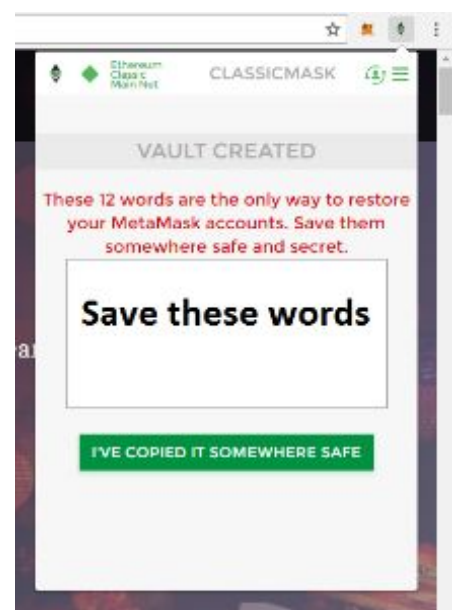 Ethereum
Classic
Main Net
CLASSICMASK
VAULT CREATED
These 12 words are the only way to restore
your MetaMask accounts. Save them
somewhere safe and secret.
Save these words
I'VE COPIED IT SOMEWHERE SAFE